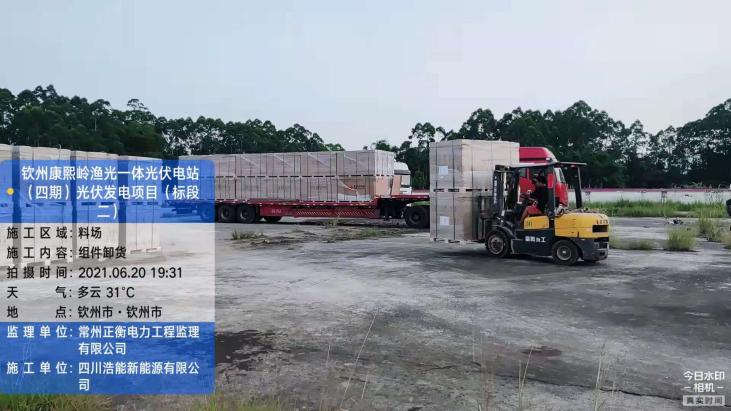 钦州康熙岭渔光一体光伏电站
（四期）光伏发电项目（标段
二）
施工区域：料场
施工内容：组件卸货
拍摄时间：2021.06.20 19:31
天 气：多云 31℃
地 点：钦州市·钦州市
监理单位：常州正衡电力工程监理
有限公司
施工单位：四川浩能新能源有限公
司
今日水印
相机
真实时间